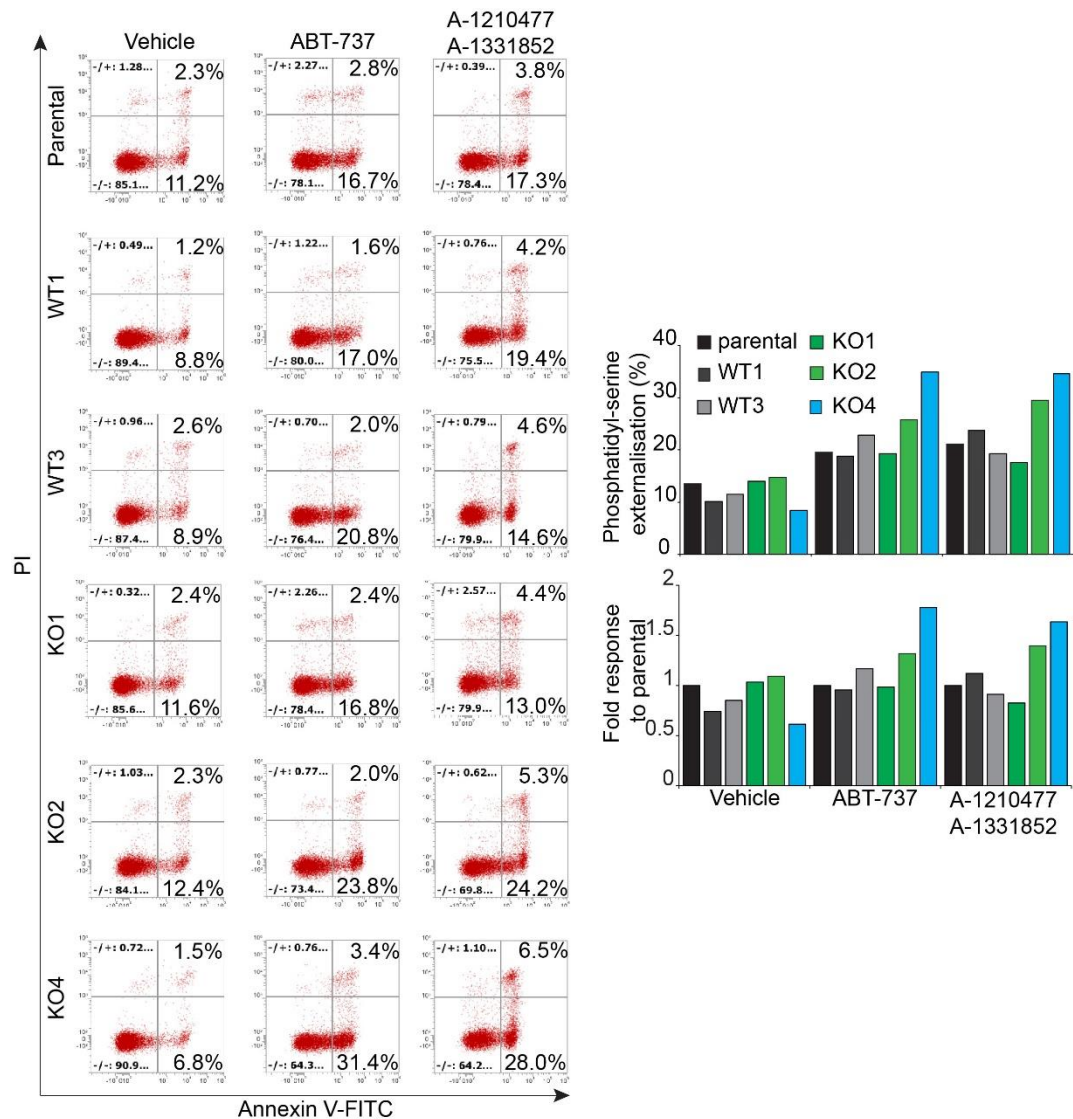 A-1210477
Vehicle ABT-737 A-1331852
Parental
-/+: 1.28... 2.3%
-/-: 85.1... 11.2%
-/+: 2.27... 2.8%
-/-: 78.1... 16.7%
-/+: 0.39... 3.8%
-/-: 78.4... 17.3%
WT1
-/+: 0.49... 1.2%
-/-: 89.4... 8.8%
-/+: 1.22... 1.6%
-/-: 80.0... 17.0%
-/+: 0.76... 4.2%
-/-: 75.5... 19.4%
WT3
-/+: 0.96... 2.6%
-/-: 87.4... 8.9%
-/+: 0.70... 2.0%
-/-: 76.4... 20.8%
-/+: 0.79... 4.6%
-/-: 79.9... 14.6%
KO1
-/+: 0.32... 2.4%
-/-: 85.6... 11.6%
-/+: 2.26... 2.4%
-/-: 78.4... 16.8%
-/+: 2.57... 4.4%
-/-: 79.9... 13.0%
KO2
-/+: 1.03... 2.3%
-/-: 84.1... 12.4%
-/+: 0.77... 2.0%
-/-: 73.4... 23.8%
-/+: 0.62... 5.3%
-/-: 69.8... 24.2%
KO4
-/+: 0.72... 1.5%
-/-: 90.9... 6.8%
-/+: 0.76... 3.4%
-/-: 64.3... 31.4%
-/+: 1.10... 6.5%
-/-: 64.2... 28.0%
PI
Annexin V-FITC
Phosphatidyl-serine
externalisation (%)
40
30
20
10
0
parental KO1
WT1 KO2
WT3 KO4
Fold response
to parental
2
1.5
1
0.5
0
Vehicle ABT-737 A-1210477
A-1331852